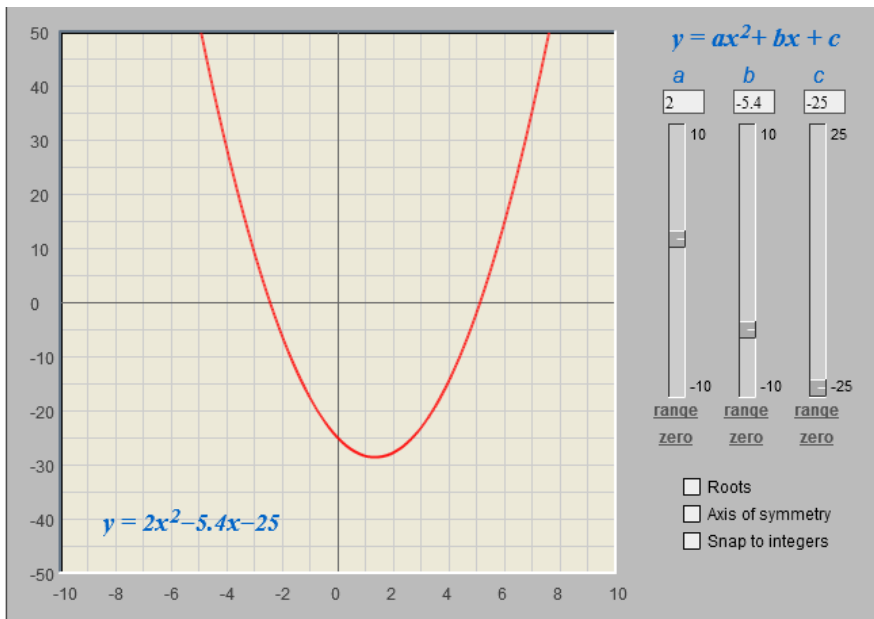 50
40
30
20
10
0
-10
-20
-30
-40
-50
-10 -8 -6 -4 -2 0 2 4 6 8 10
y = 2x²−5.4x−25
y = ax²+ bx + c
a b c
2 -5.4 -25
10 10 25
-10 -10 -25
range range range
zero zero zero
Roots
Axis of symmetry
Snap to integers